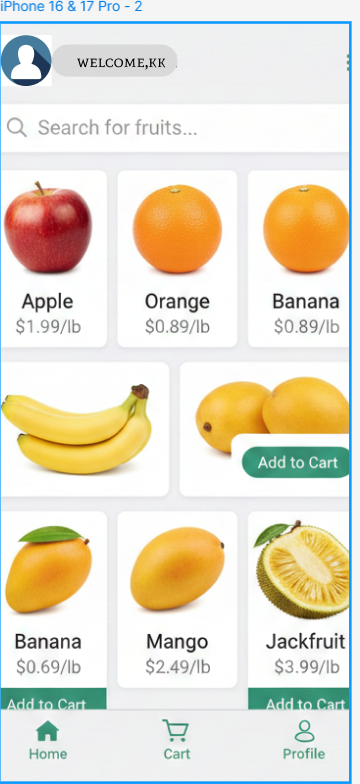 iPhone 16 & 17 Pro - 2
WELCOME,KK
Search for fruits...
Apple
$1.99/lb
Orange
$0.89/lb
Banana
$0.89/lb
Add to Cart
Banana
$0.69/lb
Mango
$2.49/lb
Jackfruit
$3.99/lb
Add to Cart
Add to Cart
Home
Cart
Profile